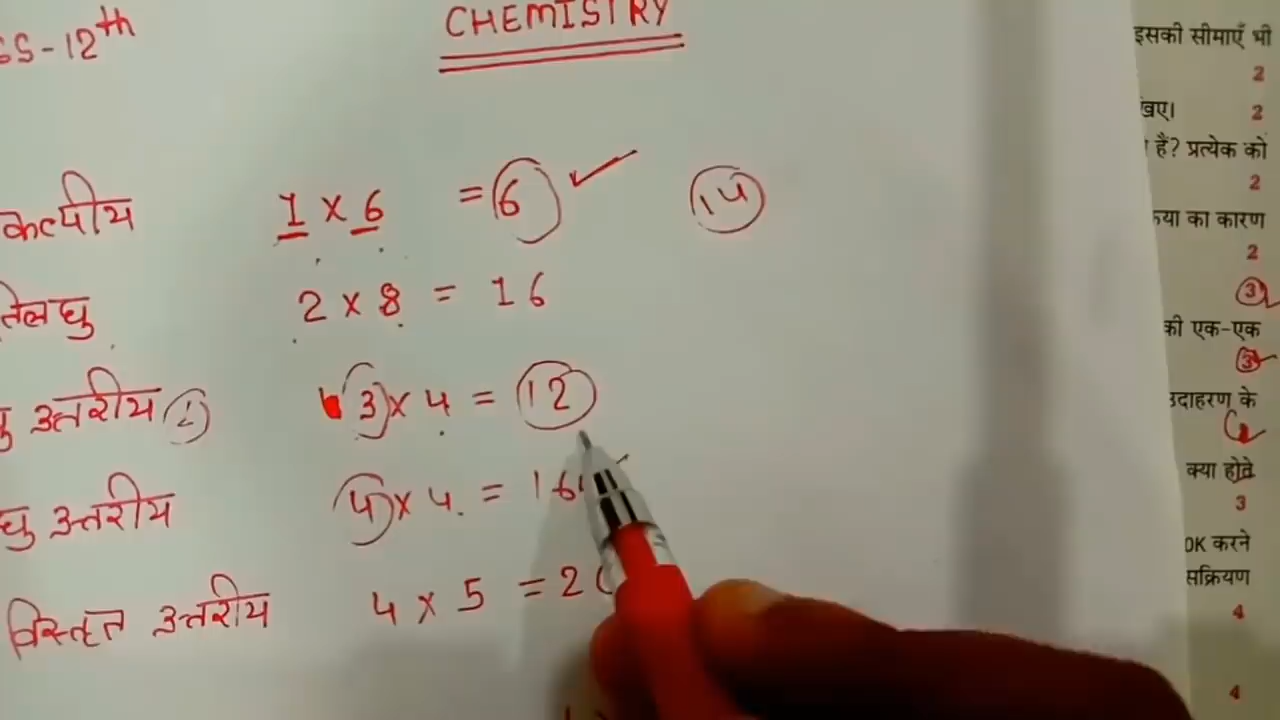 SS-12th
CHEMISTRY
कल्पीय 1 × 6 = 6 ✓ 14
तिलघु 2 × 8 = 16
उत्तरीय 3 × 4 = 12
घु उत्तरीय 4 × 4 = 16
विस्तृत उत्तरीय 4 × 5 = 2
इसकी सीमाएँ भी
2
खिए।
2
हैं? प्रत्येक को
2
क्या का कारण
2
3
की एक-एक
3
उदाहरण के
क्या होते
3
OK करने
सक्रियण
4
4